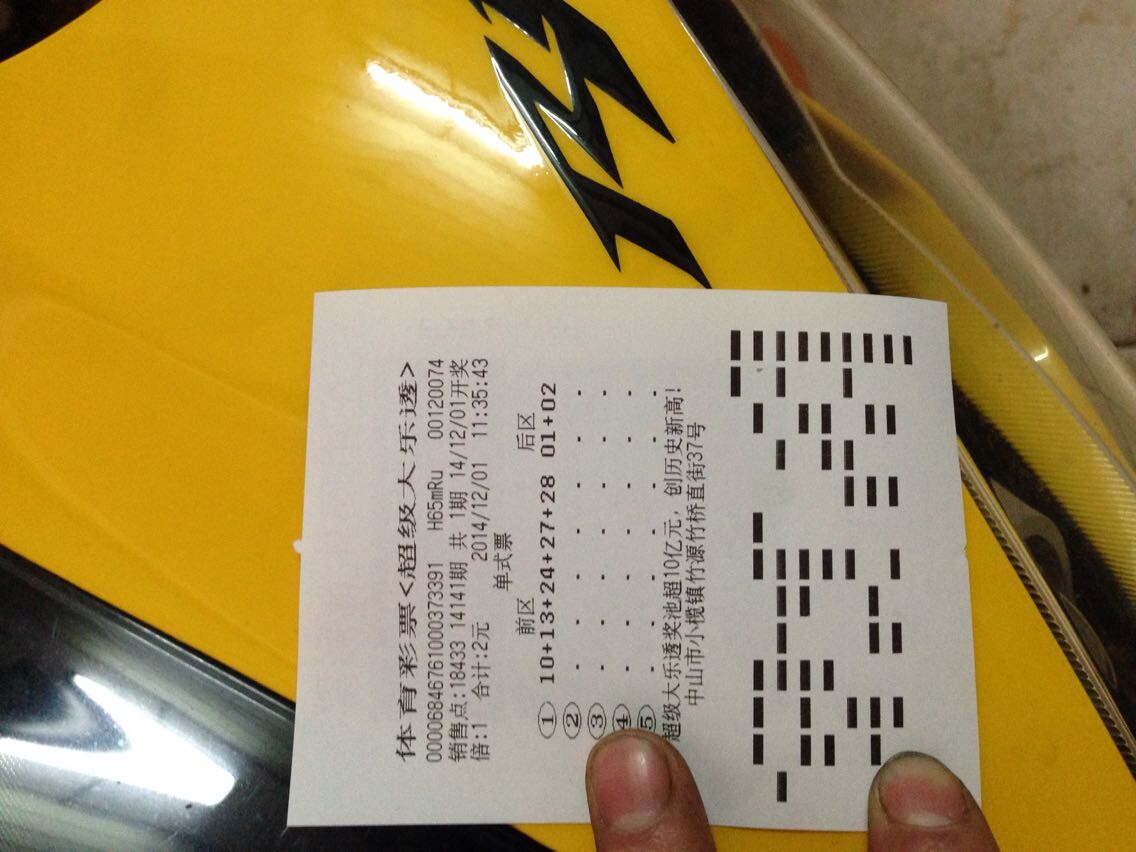 体育彩票<超级大乐透>
000068467610000373391 H65mRu 00120074
销售点:18433 14141期 共 1期 14/12/01开奖
倍:1 合计:2元 2014/12/01 11:35:43
单式票
前区 后区
① 10+13+24+27+28 01+02
②
③
④
⑤
超级大乐透奖池超10亿元，创历史新高!
中山市小榄镇竹源竹桥直街37号